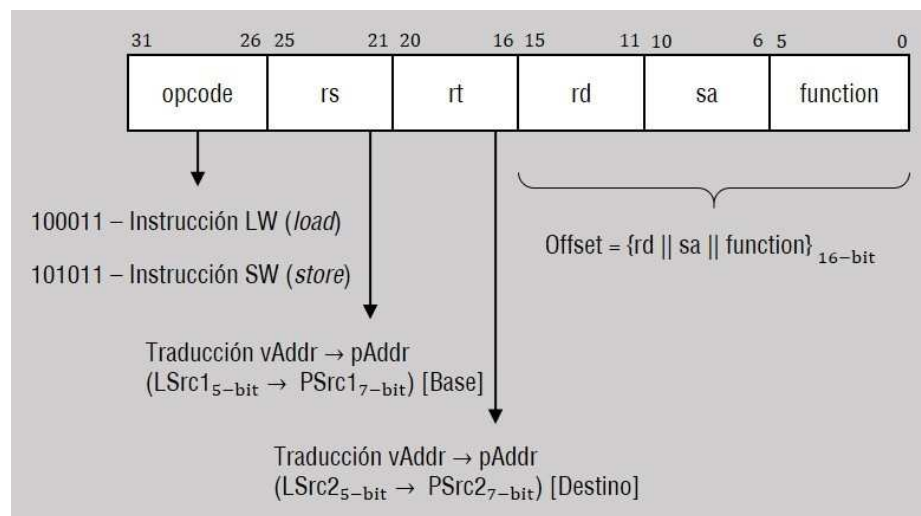 31 26 25 21 20 16 15 11 10 6 5 0
opcode rs rt rd sa function
100011 – Instrucción LW (load)
Offset = {rd || sa || function} 16−bit
101011 – Instrucción SW (store)
Traducción vAddr → pAddr
(LSrc15−bit → PSrc17−bit) [Base]
Traducción vAddr → pAddr
(LSrc25−bit → PSrc27−bit) [Destino]